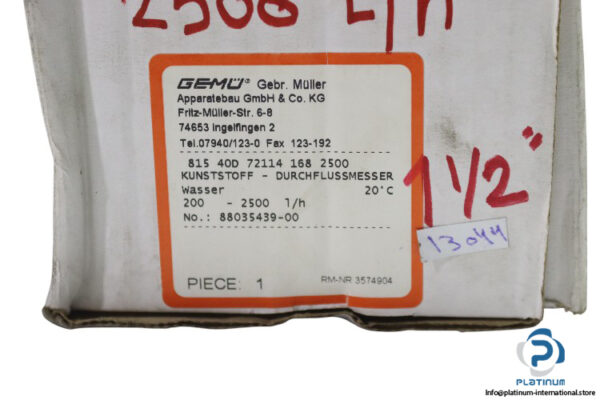 2500 L/h
GEMÜ® Gebr. Müller
Apparatebau GmbH & Co. KG
Fritz-Müller-Str. 6-8
74653 Ingelfingen 2
Tel.07940/123-0 Fax 123-192
815 40D 72114 168 2500
KUNSTSTOFF - DURCHFLUSSMESSER
Wasser 20°C
200 - 2500 l/h
No.: 88035439-00
PIECE: 1
RM-NR 3574904
1 1/2"
13044
PLATINUM
Info@platinum-international.store